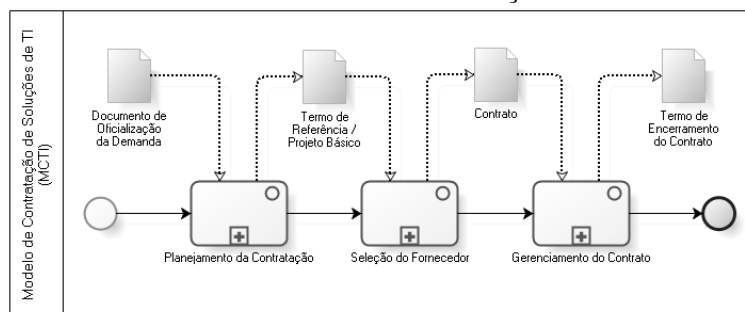 Modelo de Contratação de Soluções de TI
(MCTI)
Documento de
Oficialização
da Demanda
Termo de
Referência /
Projeto Básico
Contrato
Termo de
Encerramento
do Contrato
Planejamento da Contratação
Seleção do Fornecedor
Gerenciamento do Contrato